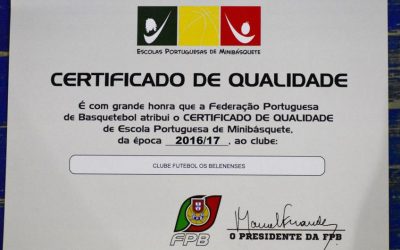 ESCOLAS PORTUGUESAS DE MINIBÁSQUETE
CERTIFICADO DE QUALIDADE
É com grande honra que a Federação Portuguesa
de Basquetebol atribui o CERTIFICADO DE QUALIDADE
de Escola Portuguesa de Minibásquete,
da época 2016/17, ao clube:
CLUBE FUTEBOL OS BELENENSES
FPB
Manuel Fernandes
O PRESIDENTE DA FPB